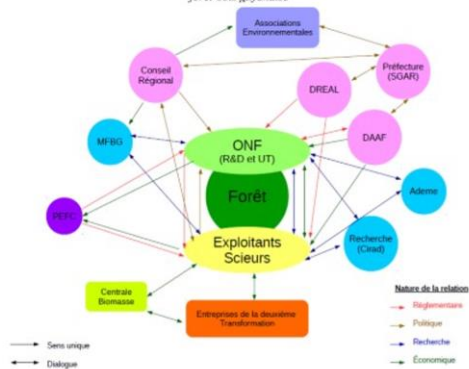 Associations
Environnementales
Conseil
Régional
Préfecture
(SGAR)
DREAL
MFBG
ONF
(R&D et UT)
DAAF
Forêt
Ademe
PEFC
Exploitants
Scieurs
Recherche
(Cirad)
Centrale
Biomasse
Entreprises de la deuxième
Transformation
Nature de la relation
Réglementaire
Politique
Recherche
Économique
Sens unique
Dialogue